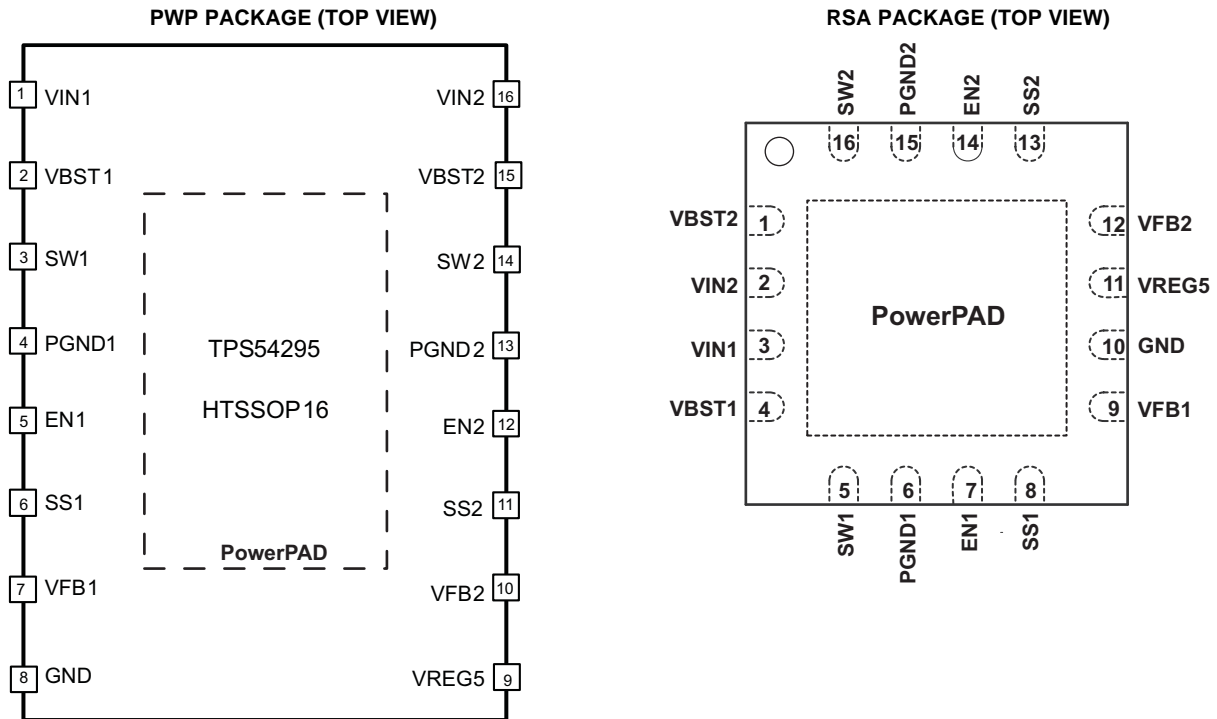 PWP PACKAGE (TOP VIEW)
1 VIN1
2 VBST1
3 SW1
4 PGND1
5 EN1
6 SS1
7 VFB1
8 GND
VIN2 16
VBST2 15
SW2 14
PGND2 13
EN2 12
SS2 11
VFB2 10
VREG5 9
TPS54295
HTSSOP16
PowerPAD
RSA PACKAGE (TOP VIEW)
SW2
PGND2
EN2
SS2
16
15
14
13
VBST2 1
VIN2 2
VIN1 3
VBST1 4
PowerPAD
12 VFB2
11 VREG5
10 GND
9 VFB1
5
6
7
8
SW1
PGND1
EN1
SS1